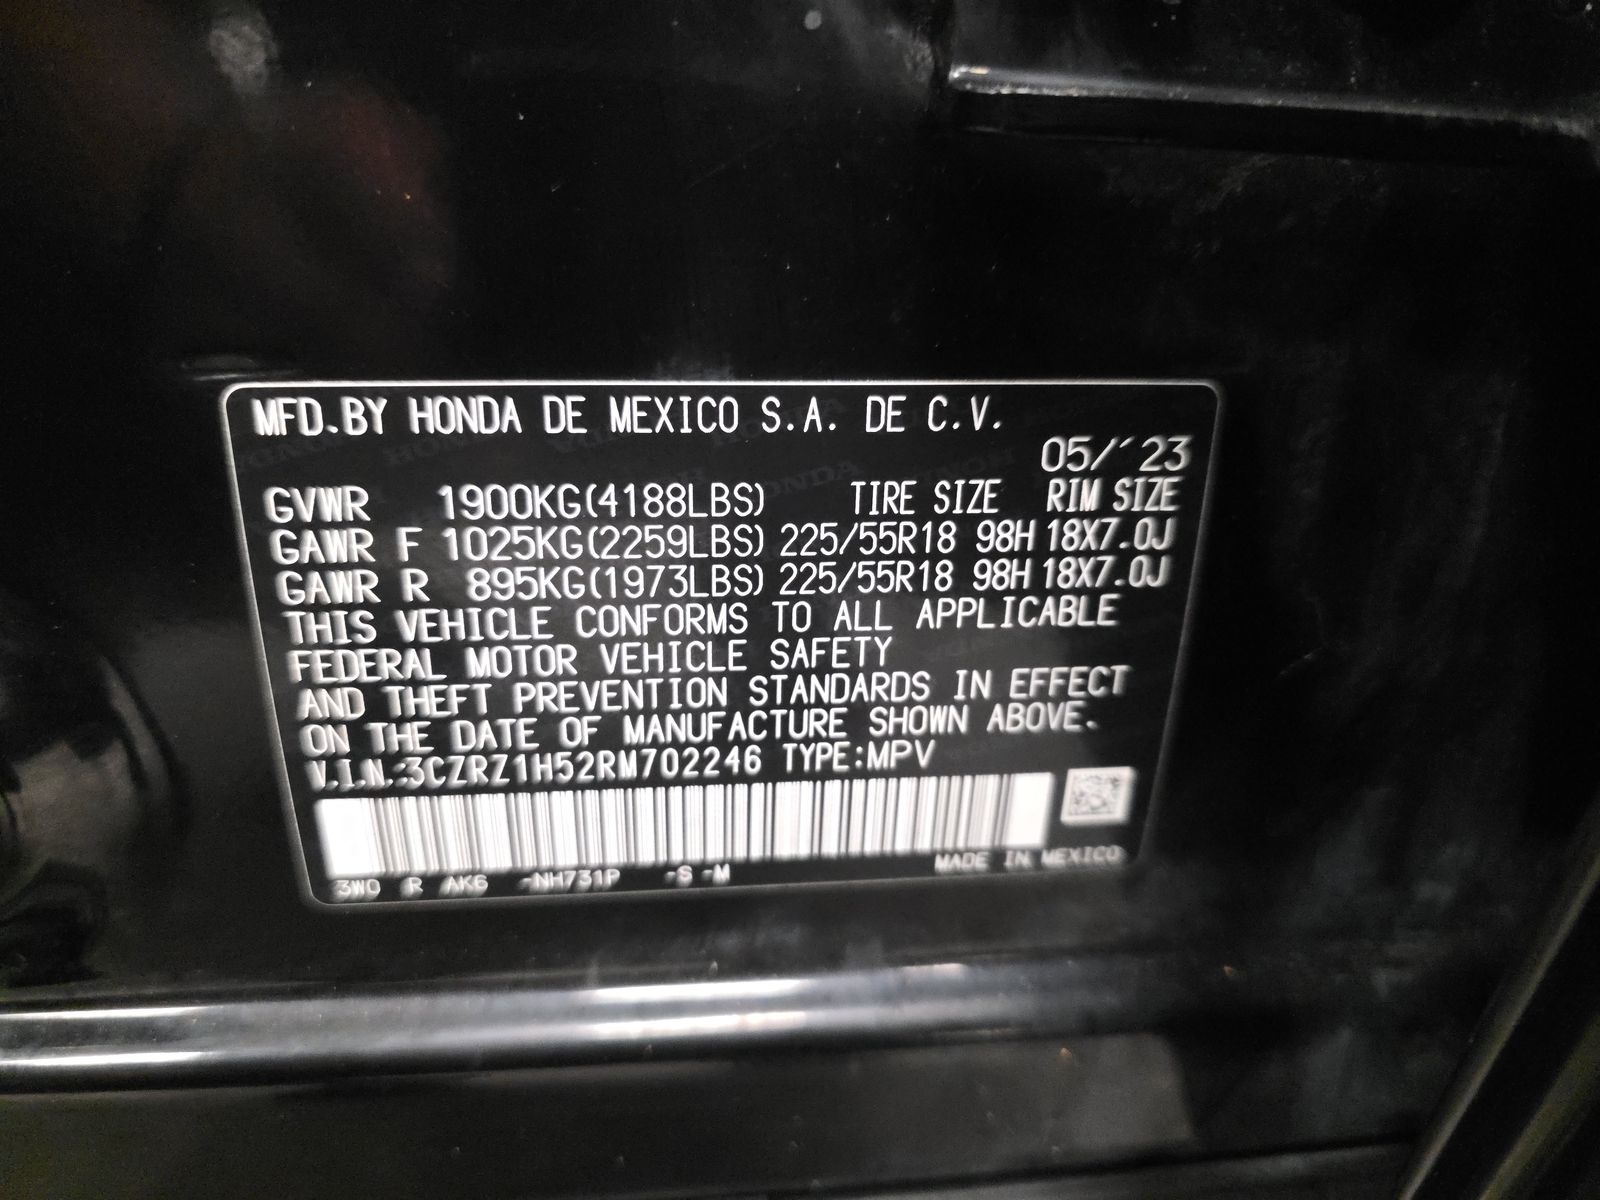 MFD.BY HONDA DE MEXICO S.A. DE C.V.
05/´23
GVWR 1900KG(4188LBS) TIRE SIZE RIM SIZE
GAWR F 1025KG(2259LBS) 225/55R18 98H 18X7.0J
GAWR R 895KG(1973LBS) 225/55R18 98H 18X7.0J
THIS VEHICLE CONFORMS TO ALL APPLICABLE
FEDERAL MOTOR VEHICLE SAFETY
AND THEFT PREVENTION STANDARDS IN EFFECT
ON THE DATE OF MANUFACTURE SHOWN ABOVE.
V.I.N.:3CZRZ1H52RM702246 TYPE:MPV
3W0 R AK6 -NH731P -S -M MADE IN MEXICO